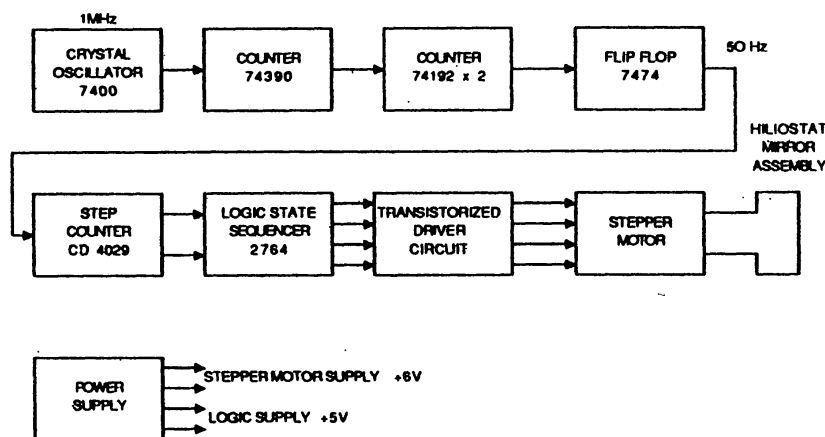 1MHz
CRYSTAL
OSCILLATOR
7400
COUNTER
74390
COUNTER
74192 x 2
FLIP FLOP
7474
50 Hz
HILIOSTAT
MIRROR
ASSEMBLY
STEP
COUNTER
CD 4029
LOGIC STATE
SEQUENCER
2764
TRANSISTORIZED
DRIVER
CIRCUIT
STEPPER
MOTOR
POWER
SUPPLY
STEPPER MOTOR SUPPLY +6V
LOGIC SUPPLY +5V